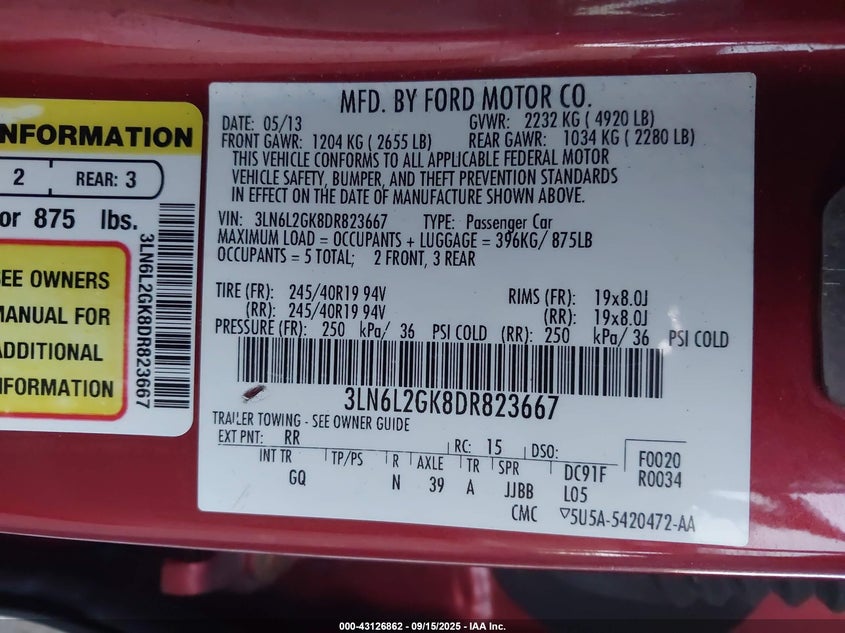 NFORMATION
2 REAR: 3
or 875 lbs.
3LN6L2GK8DR823667
SEE OWNERS
MANUAL FOR
ADDITIONAL
INFORMATION
MFD. BY FORD MOTOR CO.
DATE: 05/13 GVWR: 2232 KG ( 4920 LB)
FRONT GAWR: 1204 KG ( 2655 LB) REAR GAWR: 1034 KG ( 2280 LB)
THIS VEHICLE CONFORMS TO ALL APPLICABLE FEDERAL MOTOR
VEHICLE SAFETY, BUMPER, AND THEFT PREVENTION STANDARDS
IN EFFECT ON THE DATE OF MANUFACTURE SHOWN ABOVE.
VIN: 3LN6L2GK8DR823667 TYPE: Passenger Car
MAXIMUM LOAD = OCCUPANTS + LUGGAGE = 396KG/ 875LB
OCCUPANTS = 5 TOTAL; 2 FRONT, 3 REAR
TIRE (FR): 245/40R19 94V RIMS (FR): 19x8.0J
(RR): 245/40R19 94V (RR): 19x8.0J
PRESSURE (FR): 250 kPa/ 36 PSI COLD (RR): 250 kPa/ 36 PSI COLD
3LN6L2GK8DR823667
TRAILER TOWING - SEE OWNER GUIDE
EXT PNT: RR RC: 15 DSO: F0020
INT TR TP/PS R AXLE TR SPR DC91F R0034
GQ N 39 A JJBB L05
CMC ▽5U5A-5420472-AA
000-43126862 - 09/15/2025 - IAA Inc.